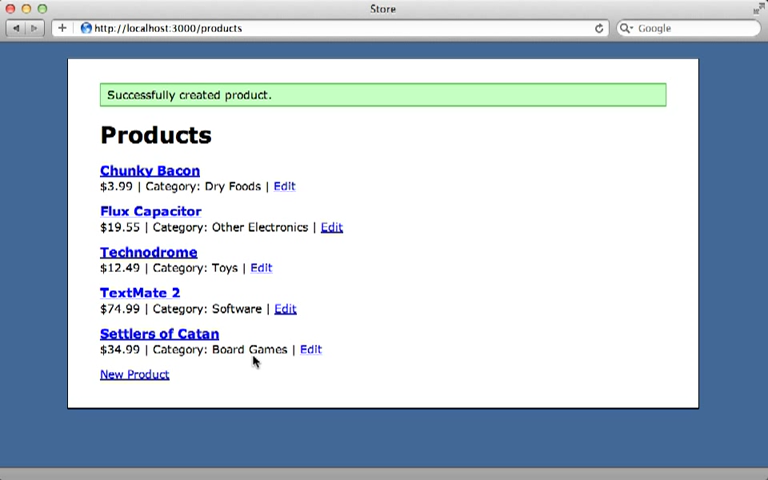 Store
http://localhost:3000/products
Google
Successfully created product.
Products
Chunky Bacon
$3.99 | Category: Dry Foods | Edit
Flux Capacitor
$19.55 | Category: Other Electronics | Edit
Technodrome
$12.49 | Category: Toys | Edit
TextMate 2
$74.99 | Category: Software | Edit
Settlers of Catan
$34.99 | Category: Board Games | Edit
New Product